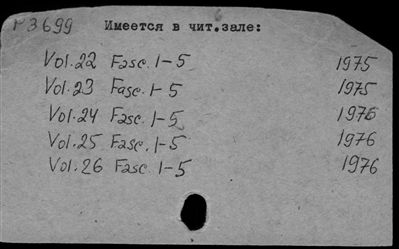 P3699 Имеется в чит.зале:
Vol.22 Fasc. 1-5 1975
Vol.23 Fasc. 1-5 1975
Vol.24 Fasc. 1-5 1976
Vol.25 Fasc. 1-5 1976
Vol.26 Fasc. 1-5 1976